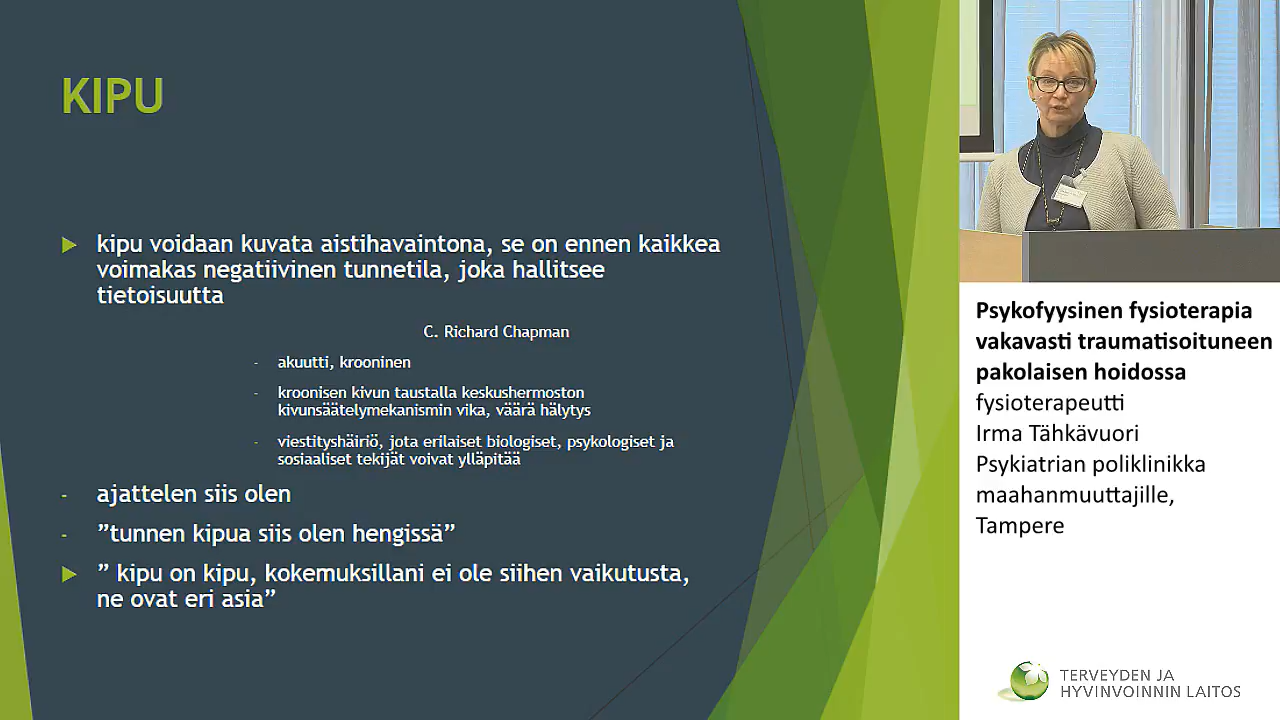 KIPU
kipu voidaan kuvata aistihavaintona, se on ennen kaikkea
voimakas negatiivinen tunnetila, joka hallitsee
tietoisuutta
C. Richard Chapman
- akuutti, krooninen
- kroonisen kivun taustalla keskushermoston
kivunsäätelymekanismin vika, väärä hälytys
- viestityshäiriö, jota erilaiset biologiset, psykologiset ja
sosiaaliset tekijät voivat ylläpitää
- ajattelen siis olen
- ”tunnen kipua siis olen hengissä”
” kipu on kipu, kokemuksillani ei ole siihen vaikutusta,
ne ovat eri asia”
Psykofyysinen fysioterapia
vakavasti traumatisoituneen
pakolaisen hoidossa
fysioterapeutti
Irma Tähkävuori
Psykiatrian poliklinikka
maahanmuuttajille,
Tampere
TERVEYDEN JA
HYVINVOINNIN LAITOS